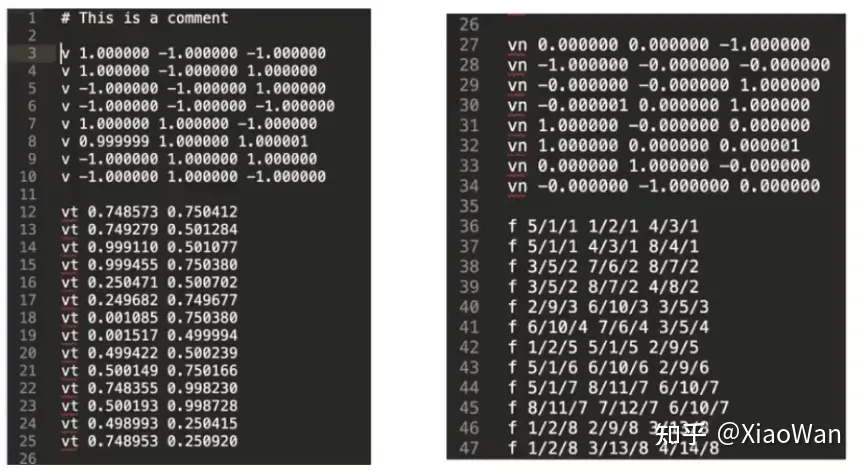 1 # This is a comment
2
3 v 1.000000 -1.000000 -1.000000
4 v 1.000000 -1.000000 1.000000
5 v -1.000000 -1.000000 1.000000
6 v -1.000000 -1.000000 -1.000000
7 v 1.000000 1.000000 -1.000000
8 v 0.999999 1.000000 1.000001
9 v -1.000000 1.000000 1.000000
10 v -1.000000 1.000000 -1.000000
11
12 vt 0.748573 0.750412
13 vt 0.749279 0.501284
14 vt 0.999110 0.501077
15 vt 0.999455 0.750380
16 vt 0.250471 0.500702
17 vt 0.249682 0.749677
18 vt 0.001085 0.750380
19 vt 0.001517 0.499994
20 vt 0.499422 0.500239
21 vt 0.500149 0.750166
22 vt 0.748355 0.998230
23 vt 0.500193 0.998728
24 vt 0.498993 0.250415
25 vt 0.748953 0.250920
26
26
27 vn 0.000000 0.000000 -1.000000
28 vn -1.000000 -0.000000 -0.000000
29 vn -0.000000 -0.000000 1.000000
30 vn -0.000001 0.000000 1.000000
31 vn 1.000000 -0.000000 0.000000
32 vn 1.000000 0.000000 0.000001
33 vn 0.000000 1.000000 -0.000000
34 vn -0.000000 -1.000000 0.000000
35
36 f 5/1/1 1/2/1 4/3/1
37 f 5/1/1 4/3/1 8/4/1
38 f 3/5/2 7/6/2 8/7/2
39 f 3/5/2 8/7/2 4/8/2
40 f 2/9/3 6/10/3 3/5/3
41 f 6/10/4 7/6/4 3/5/4
42 f 1/2/5 5/1/5 2/9/5
43 f 5/1/6 6/10/6 2/9/6
44 f 5/1/7 8/11/7 6/10/7
45 f 8/11/7 7/12/7 6/10/7
46 f 1/2/8 2/9/8 3/13/8
47 f 1/2/8 3/13/8 4/14/8
知乎 @XiaoWan